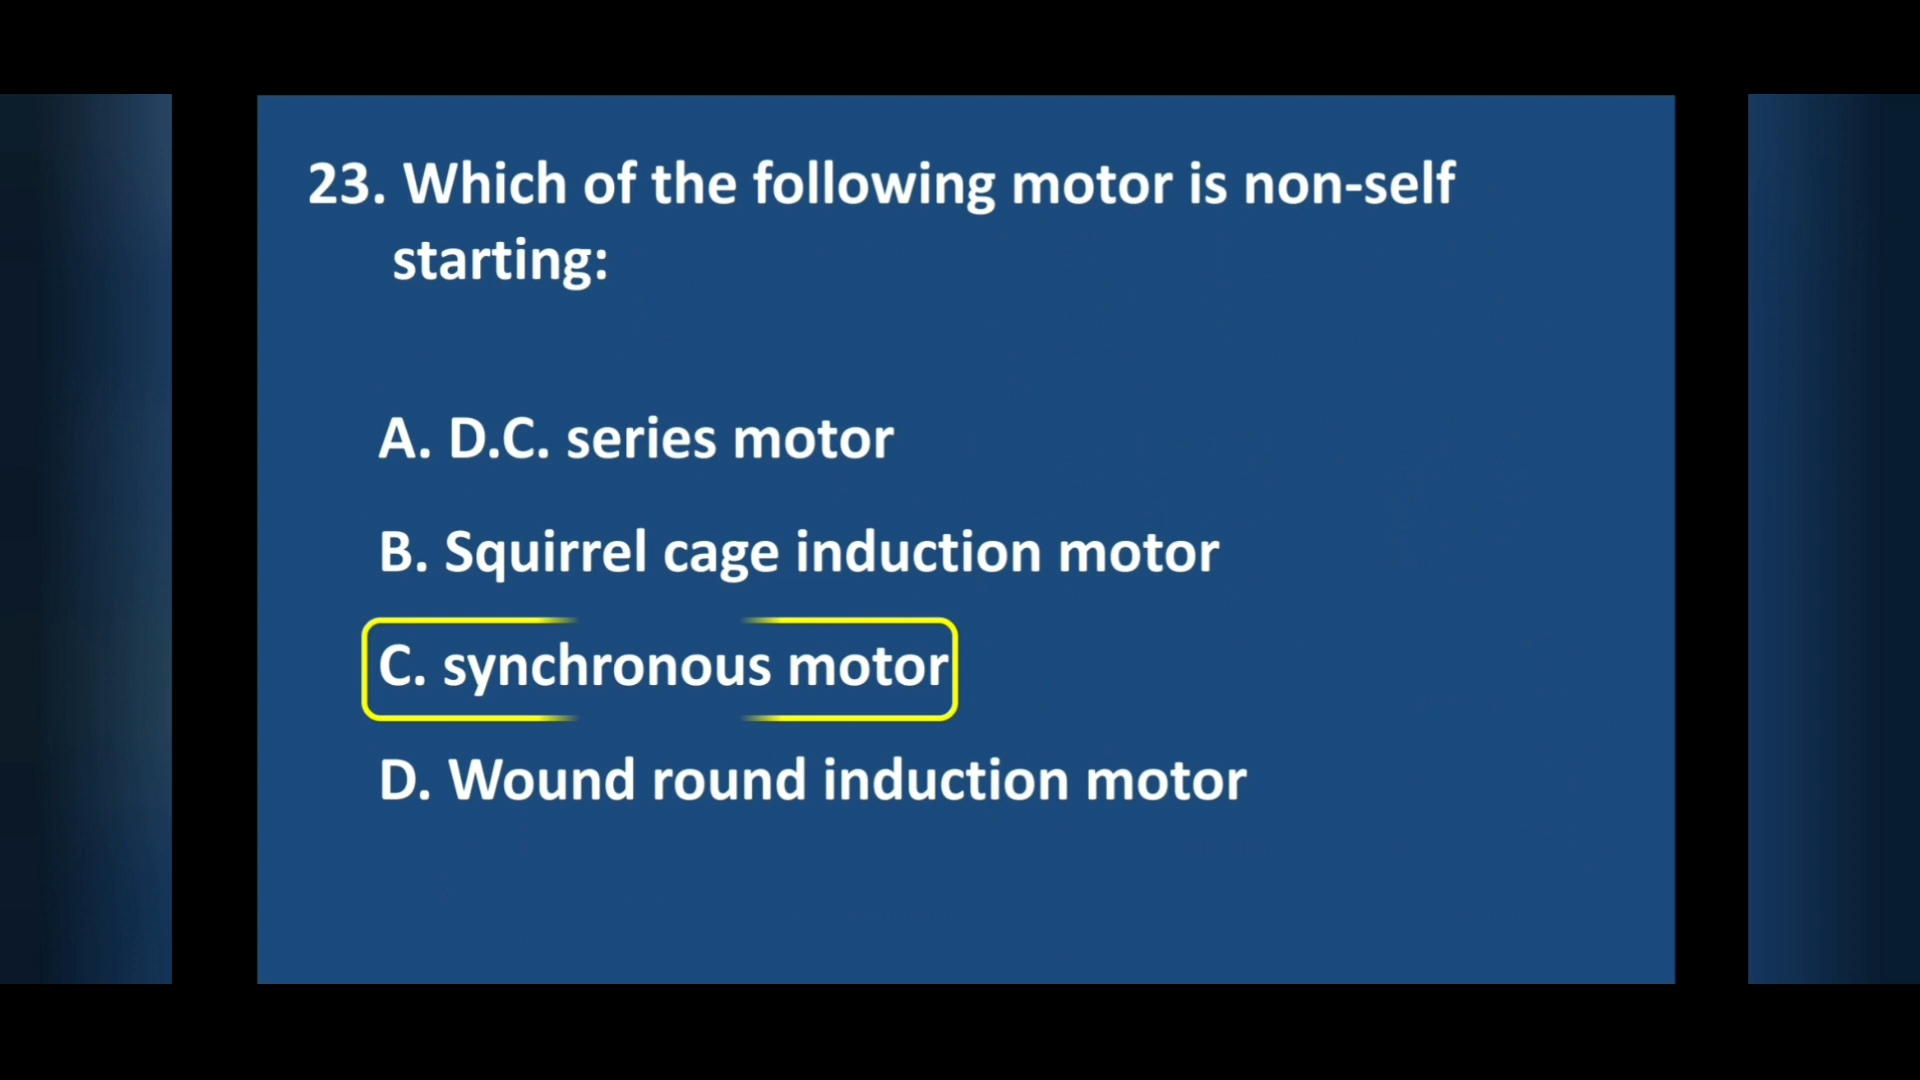 23. Which of the following motor is non-self
starting:
A. D.C. series motor
B. Squirrel cage induction motor
C. synchronous motor
D. Wound round induction motor